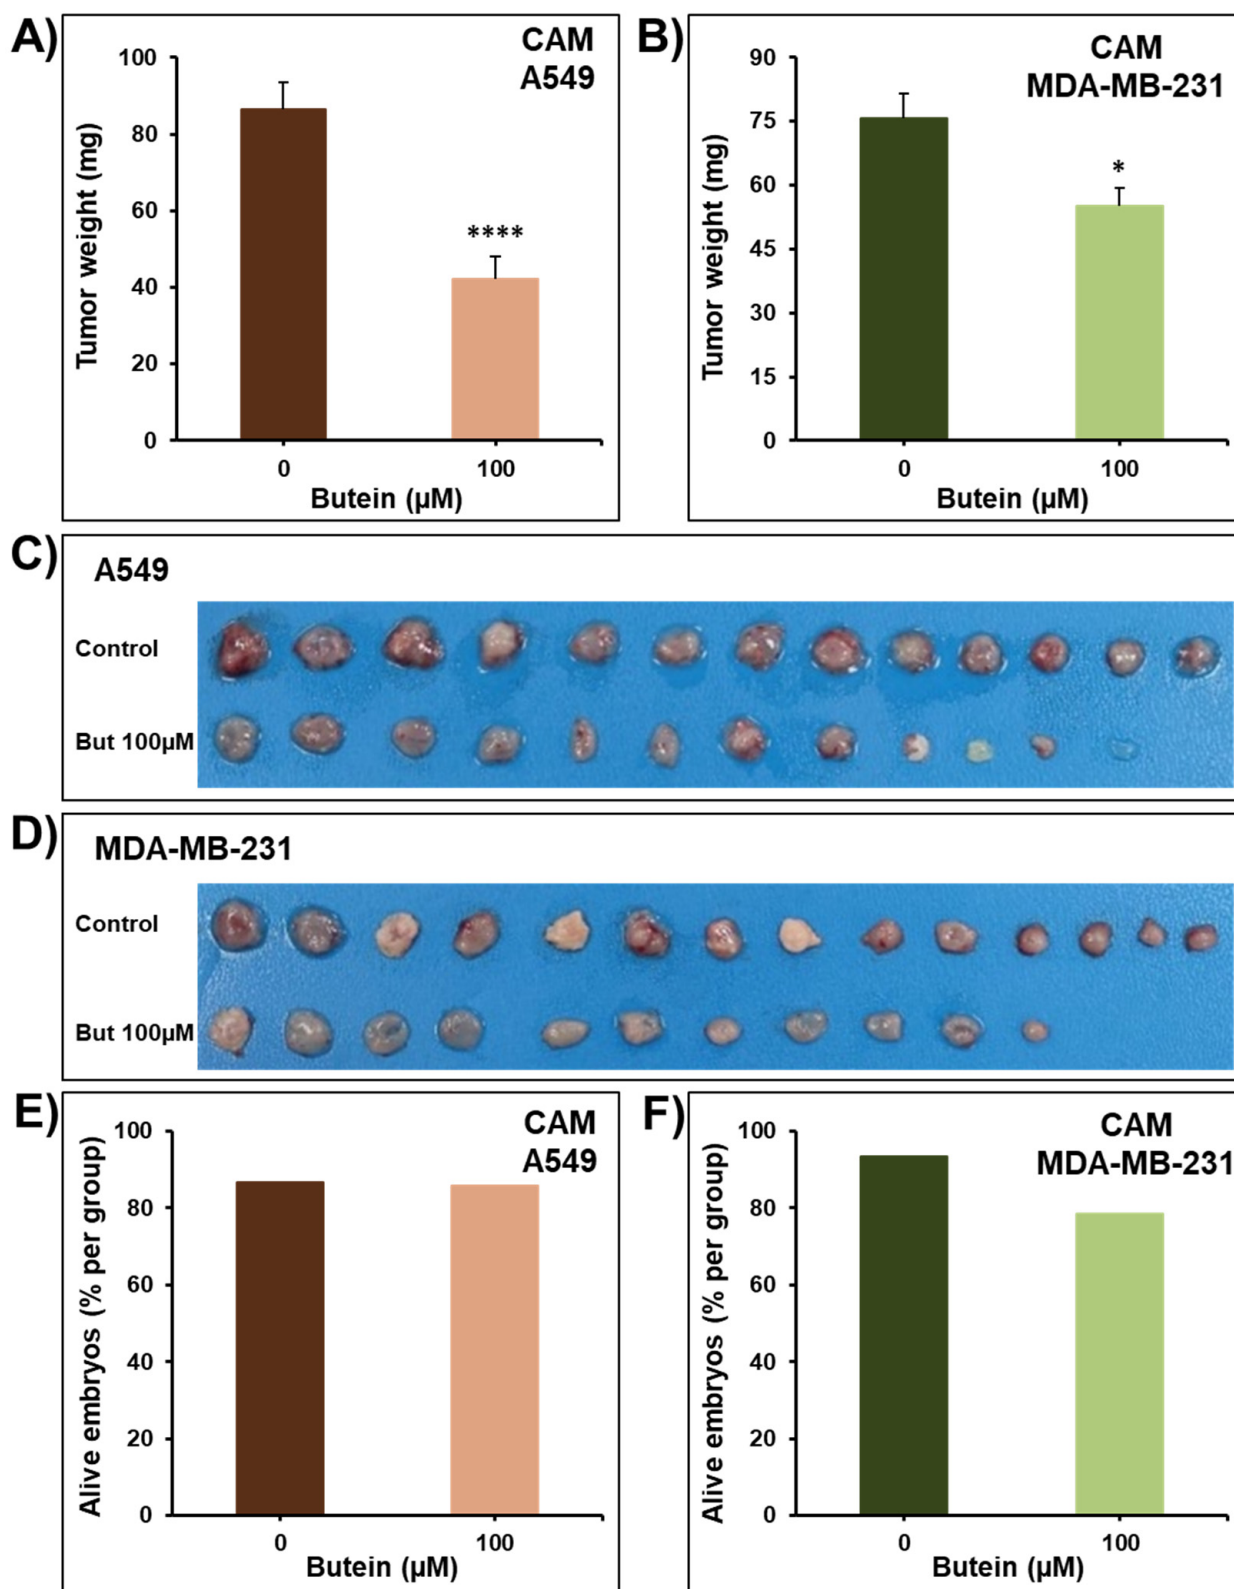 A)
CAM
A549
100
80
60
40
20
0
Tumor weight (mg)
****
0
100
Butein (µM)
B)
CAM
MDA-MB-231
90
75
60
45
30
15
0
Tumor weight (mg)
*
0
100
Butein (µM)
C)
A549
Control
But 100µM
D)
MDA-MB-231
Control
But 100µM
E)
CAM
A549
100
80
60
40
20
0
Alive embryos (% per group)
0
100
Butein (µM)
F)
CAM
MDA-MB-231
100
80
60
40
20
0
Alive embryos (% per group)
0
100
Butein (µM)